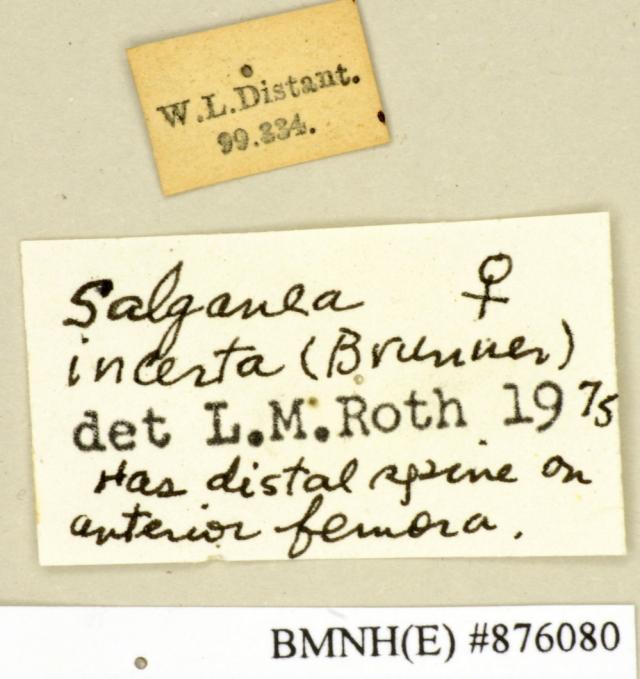 W.L.Distant.
99.334.
Salganea ♀
incerta (Brunner)
det L.M.Roth 1975
Has distal spine on
anterior femora.
BMNH(E) #876080